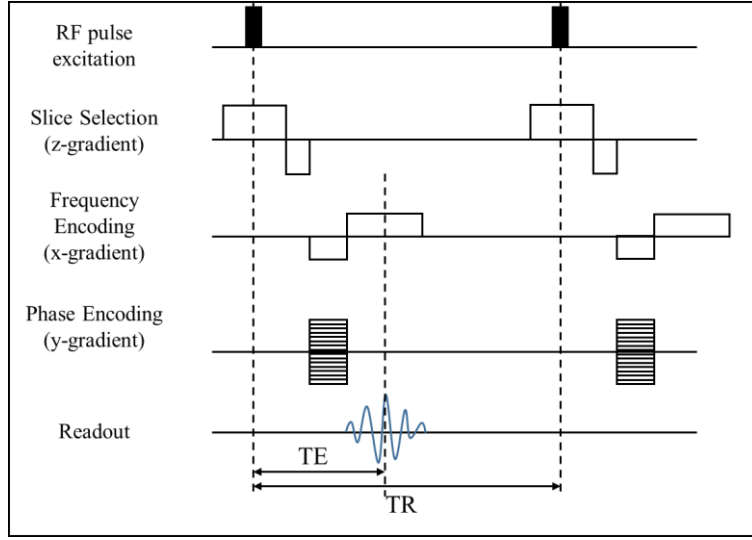 RF pulse
excitation
Slice Selection
(z-gradient)
Frequency
Encoding
(x-gradient)
Phase Encoding
(y-gradient)
Readout
TE
TR